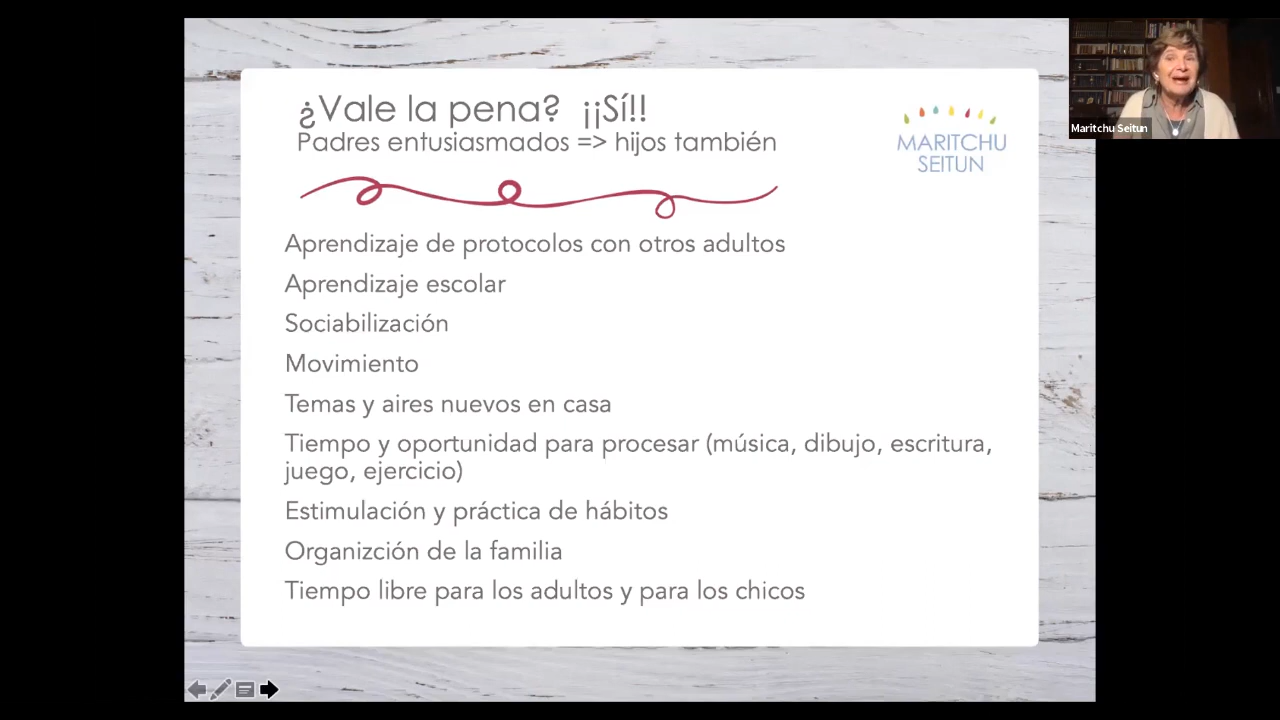 ¿Vale la pena? ¡¡Sí!!
Padres entusiasmados => hijos también
MARITCHU
SEITUN
Maritchu Seitun
Aprendizaje de protocolos con otros adultos
Aprendizaje escolar
Sociabilización
Movimiento
Temas y aires nuevos en casa
Tiempo y oportunidad para procesar (música, dibujo, escritura,
juego, ejercicio)
Estimulación y práctica de hábitos
Organizción de la familia
Tiempo libre para los adultos y para los chicos